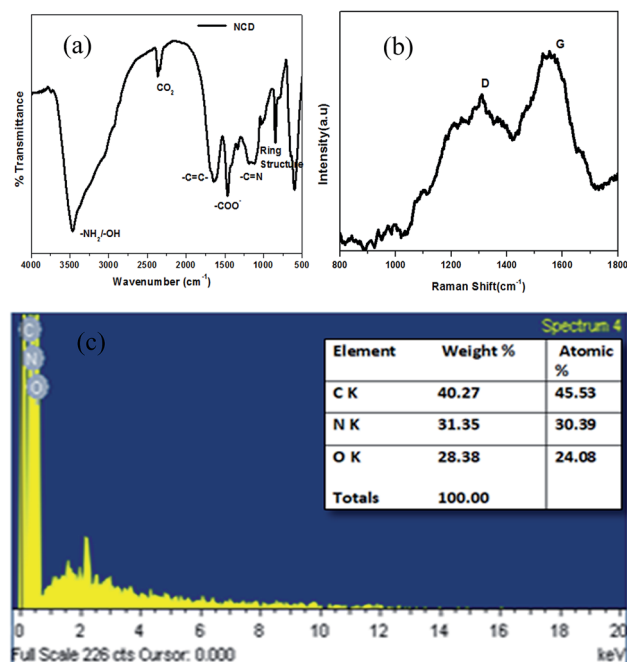 (a)
NCD
CO2
-C=C-
-COO-
-C=N
Ring
Structure
-NH2/-OH
% Transmittance
4000 3500 3000 2500 2000 1500 1000 500
Wavenumber (cm-1)
(b)
D
G
Intensity(a.u)
800 1000 1200 1400 1600 1800
Raman Shift(cm-1)
(c)
Spectrum 4
C
N
O
Element Weight % Atomic
%
C K 40.27 45.53
N K 31.35 30.39
O K 28.38 24.08
Totals 100.00
0 2 4 6 8 10 12 14 16 18 20
Full Scale 226 cts Cursor: 0.000 keV